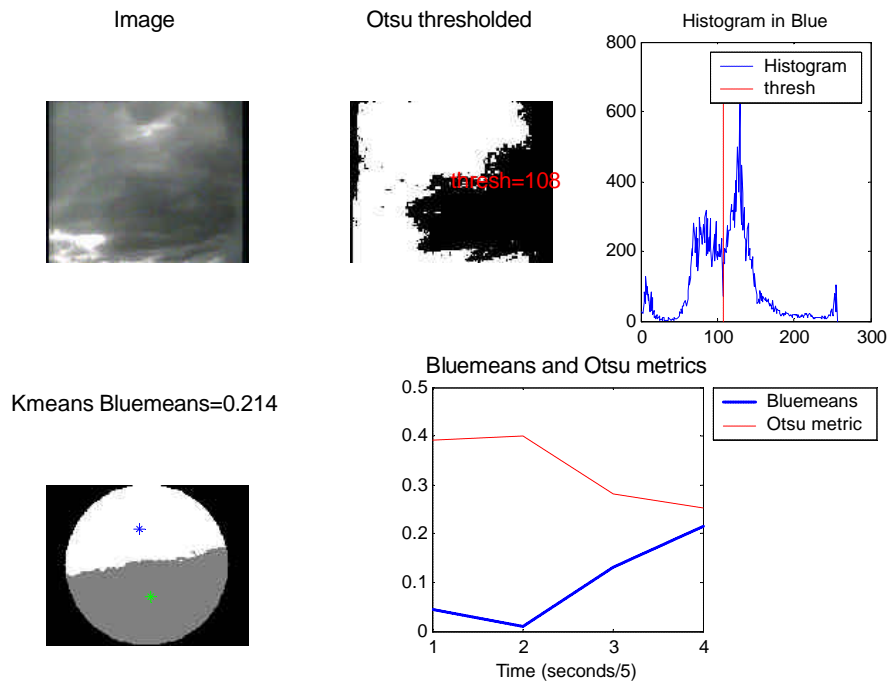 Image
Otsu thresholded
thresh=108
Histogram in Blue
Histogram
thresh
800
600
400
200
0
0 100 200 300
Kmeans Bluemeans=0.214
Bluemeans and Otsu metrics
Bluemeans
Otsu metric
0.5
0.4
0.3
0.2
0.1
0
1 2 3 4
Time (seconds/5)